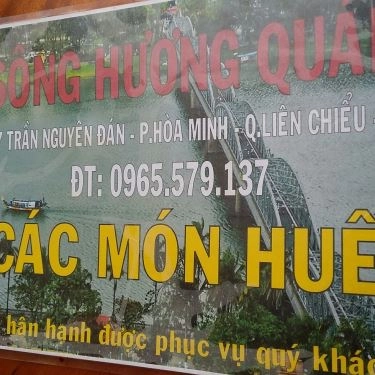 SÔNG HƯƠNG QUÁN
7 TRẦN NGUYÊN ĐÁN - P.HÒA MINH - Q.LIÊN CHIỂU -
ĐT: 0965.579.137
CÁC MÓN HUẾ
hân hạnh được phục vụ quý khác